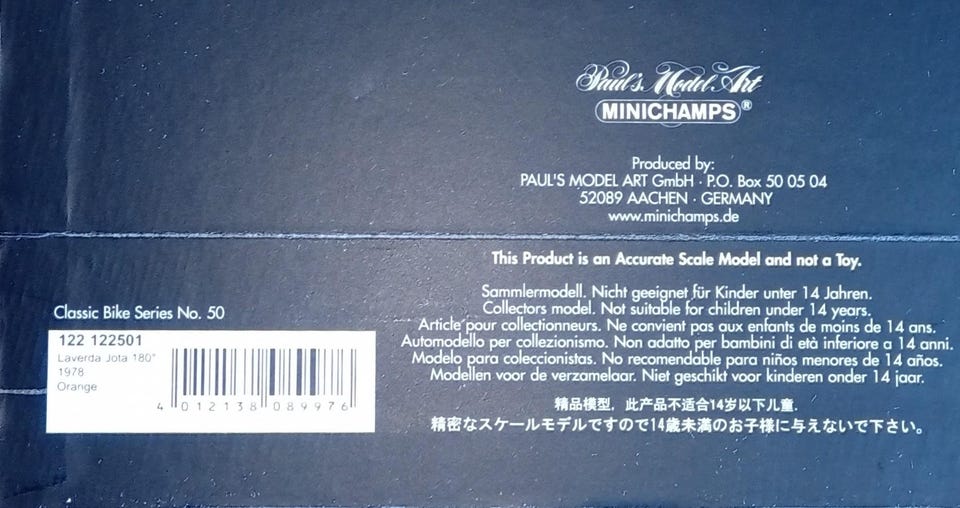 Paul's Model Art
MINICHAMPS®
Produced by:
PAUL'S MODEL ART GmbH · P.O. Box 50 05 04
52089 AACHEN · GERMANY
www.minichamps.de
This Product is an Accurate Scale Model and not a Toy.
Sammlermodell. Nicht geeignet für Kinder unter 14 Jahren.
Collectors model. Not suitable for children under 14 years.
Article pour collectionneurs. Ne convient pas aux enfants de moins de 14 ans.
Automodello per collezionismo. Non adatto per bambini di età inferiore a 14 anni.
Modelo para coleccionistas. No recomendable para niños menores de 14 años.
Modellen voor de verzamelaar. Niet geschikt voor kinderen onder 14 jaar.
精品模型，此产品不适合14岁以下儿童.
精密なスケールモデルですので14歳未満のお子様に与えないで下さい。
Classic Bike Series No. 50
122 122501
Laverda Jota 180°
1978
Orange
4 012138 089976